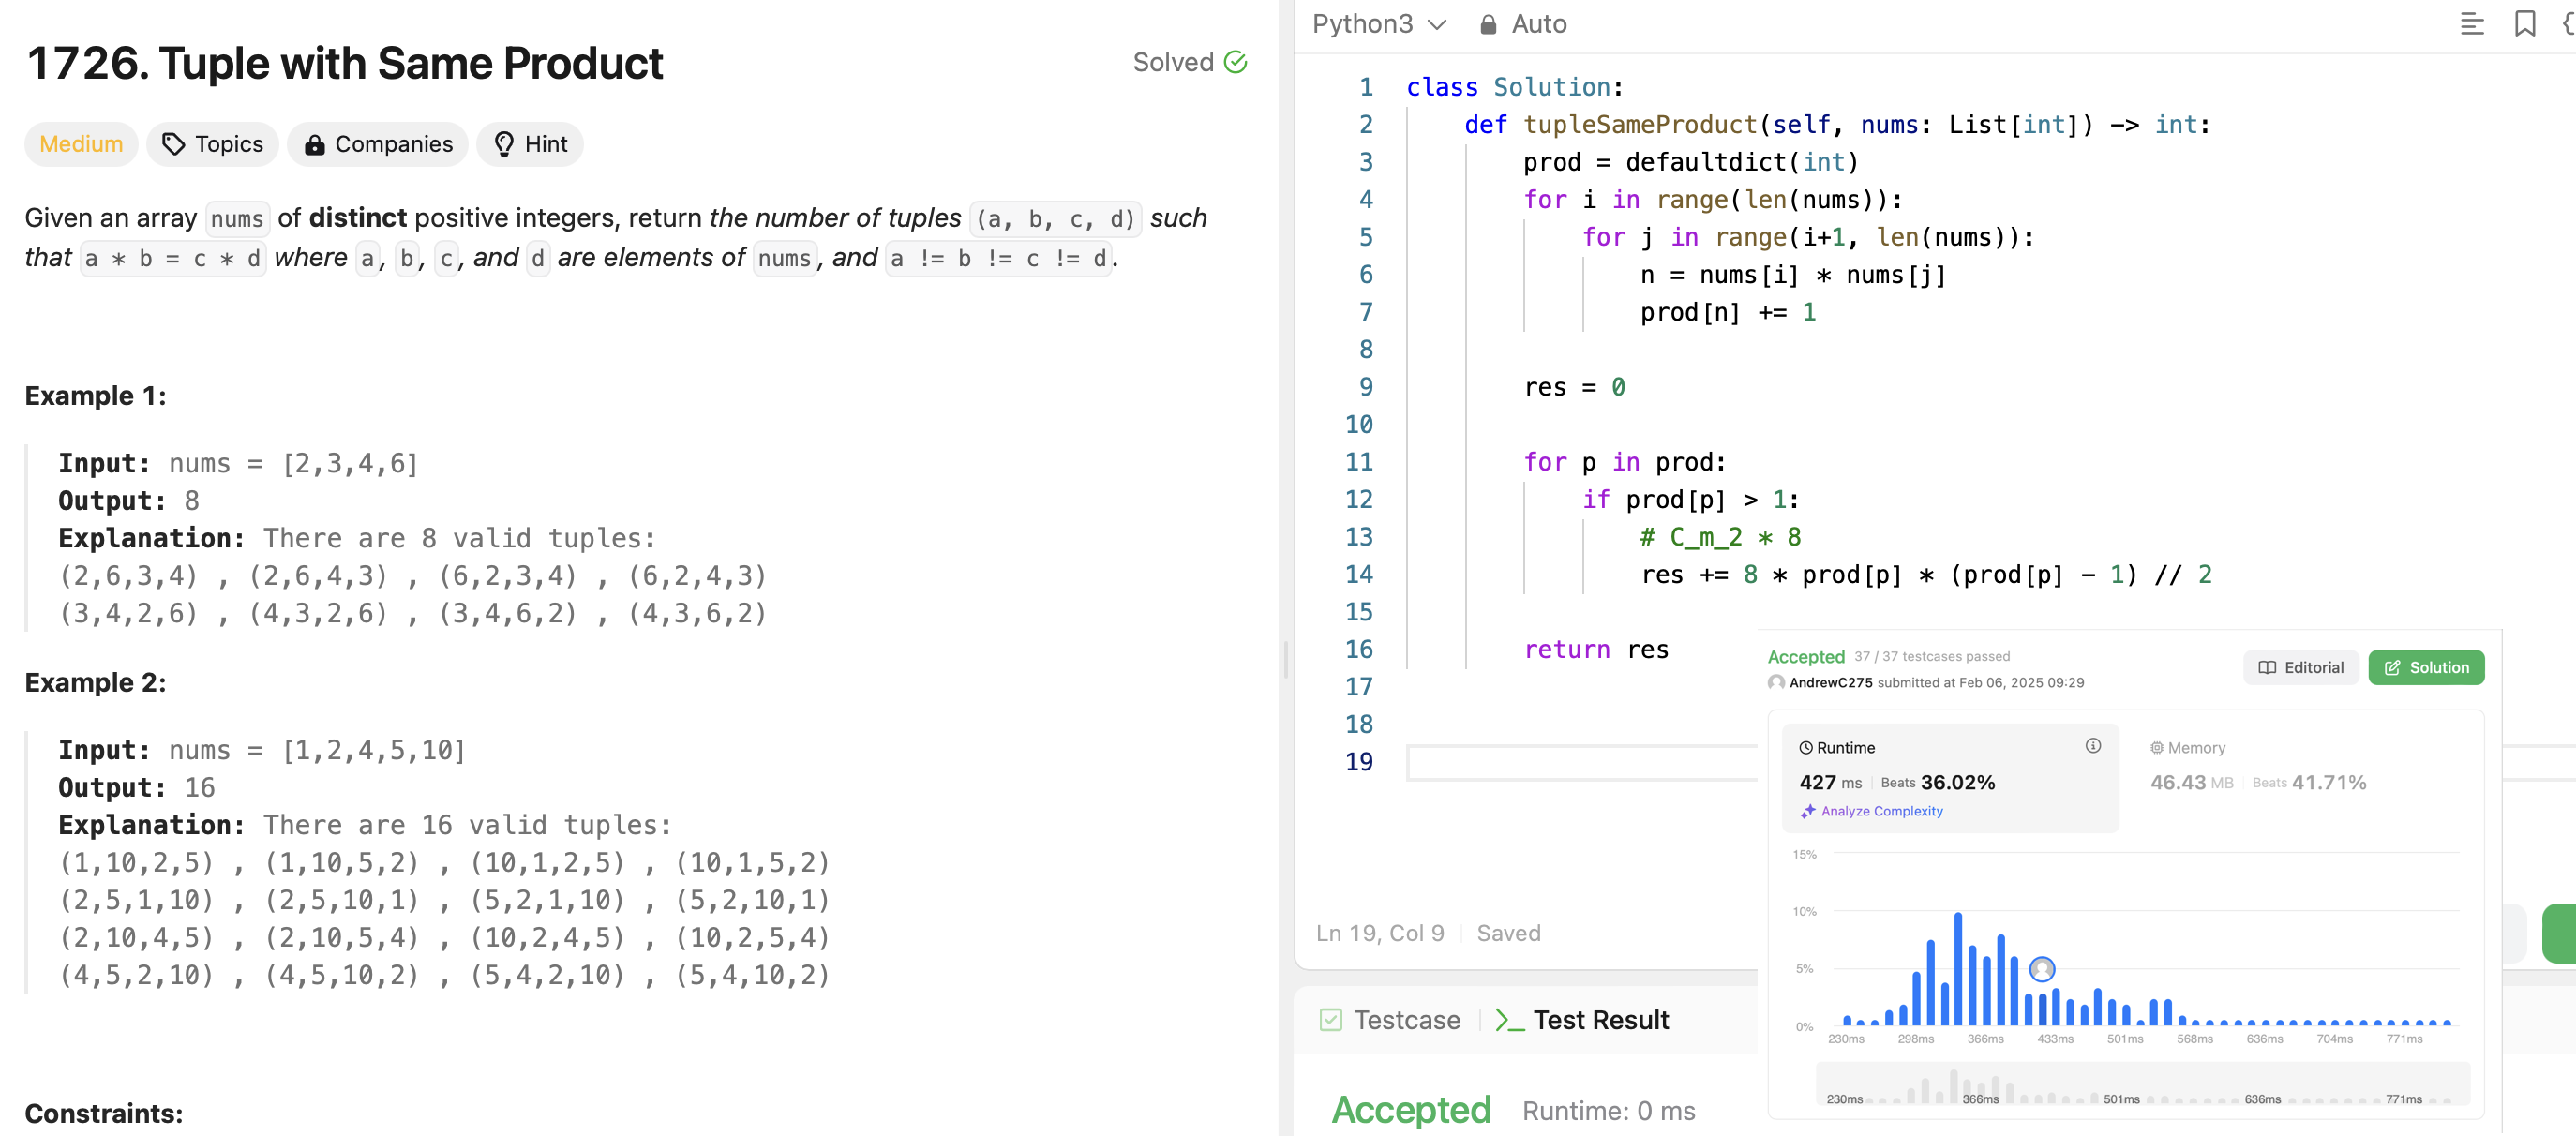 1726. Tuple with Same Product
Solved
Medium Topics Companies Hint
Given an array nums of distinct positive integers, return the number of tuples (a, b, c, d) such
that a * b = c * d where a, b, c, and d are elements of nums, and a != b != c != d.
Example 1:
Input: nums = [2,3,4,6]
Output: 8
Explanation: There are 8 valid tuples:
(2,6,3,4) , (2,6,4,3) , (6,2,3,4) , (6,2,4,3)
(3,4,2,6) , (4,3,2,6) , (3,4,6,2) , (4,3,6,2)
Example 2:
Input: nums = [1,2,4,5,10]
Output: 16
Explanation: There are 16 valid tuples:
(1,10,2,5) , (1,10,5,2) , (10,1,2,5) , (10,1,5,2)
(2,5,1,10) , (2,5,10,1) , (5,2,1,10) , (5,2,10,1)
(2,10,4,5) , (2,10,5,4) , (10,2,4,5) , (10,2,5,4)
(4,5,2,10) , (4,5,10,2) , (5,4,2,10) , (5,4,10,2)
Constraints:
Python3 Auto
1 class Solution:
2 def tupleSameProduct(self, nums: List[int]) -> int:
3 prod = defaultdict(int)
4 for i in range(len(nums)):
5 for j in range(i+1, len(nums)):
6 n = nums[i] * nums[j]
7 prod[n] += 1
8
9 res = 0
10
11 for p in prod:
12 if prod[p] > 1:
13 # C_m_2 * 8
14 res += 8 * prod[p] * (prod[p] - 1) // 2
15
16 return res
17
18
19
Ln 19, Col 9 Saved
Testcase Test Result
Accepted Runtime: 0 ms
Accepted 37 / 37 testcases passed
AndrewC275 submitted at Feb 06, 2025 09:29
Editorial Solution
Runtime
427 ms Beats 36.02%
Analyze Complexity
Memory
46.43 MB Beats 41.71%
15%
10%
5%
0%
230ms 298ms 366ms 433ms 501ms 568ms 636ms 704ms 771ms
230ms 366ms 501ms 636ms 771ms